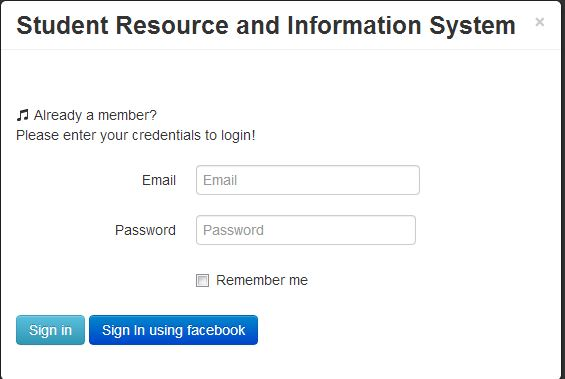 Student Resource and Information System ×
Already a member?
Please enter your credentials to login!
Email Email
Password Password
Remember me
Sign in Sign In using facebook